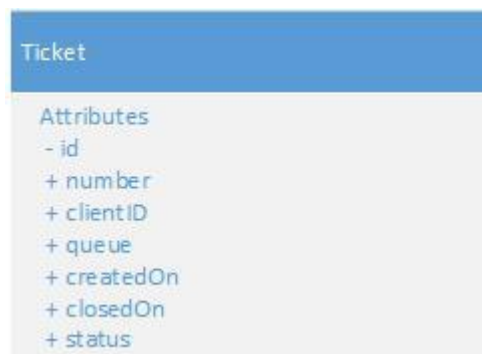 Ticket
Attributes
- id
+ number
+ clientID
+ queue
+ createdOn
+ closedOn
+ status